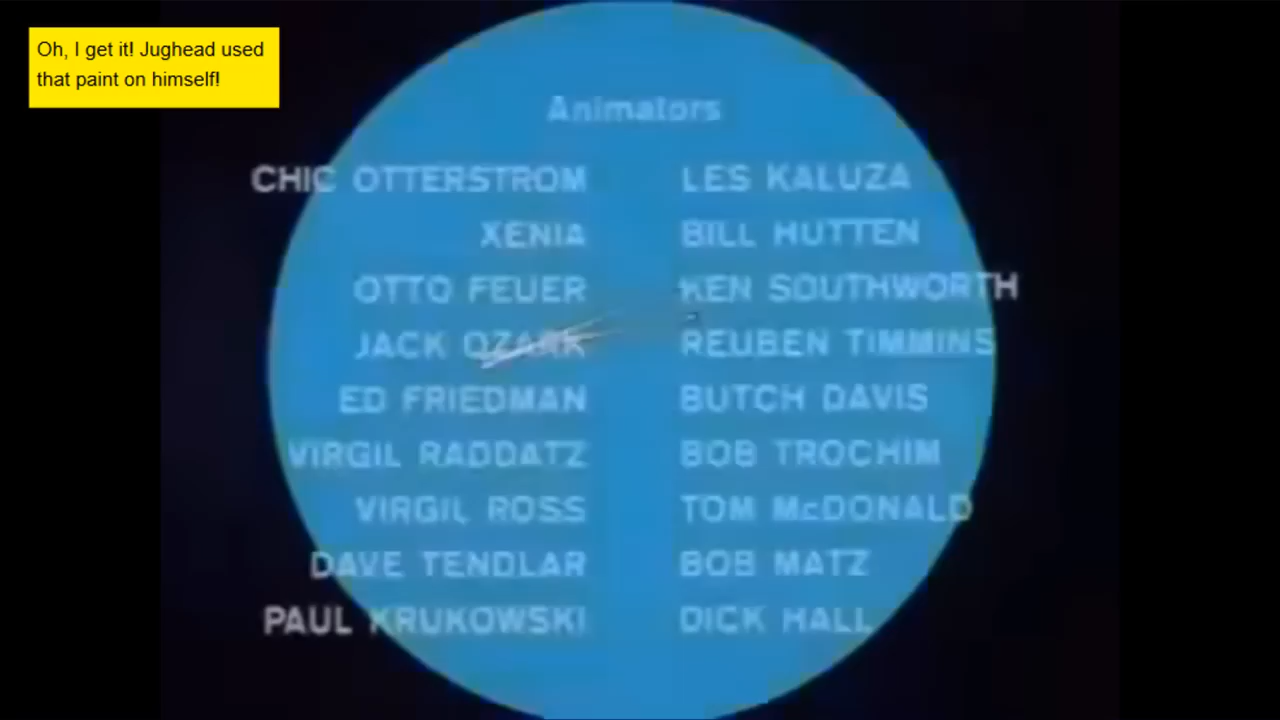 Oh, I get it! Jughead used
that paint on himself!
Animators
CHIC OTTERSTROM LES KALUZA
XENIA BILL HUTTEN
OTTO FEUER KEN SOUTHWORTH
JACK OZARK REUBEN TIMMINS
ED FRIEDMAN BUTCH DAVIS
VIRGIL RADDATZ BOB TROCHIM
VIRGIL ROSS TOM McDONALD
DAVE TENDLAR BOB MATZ
PAUL KRUKOWSKI DICK HALL